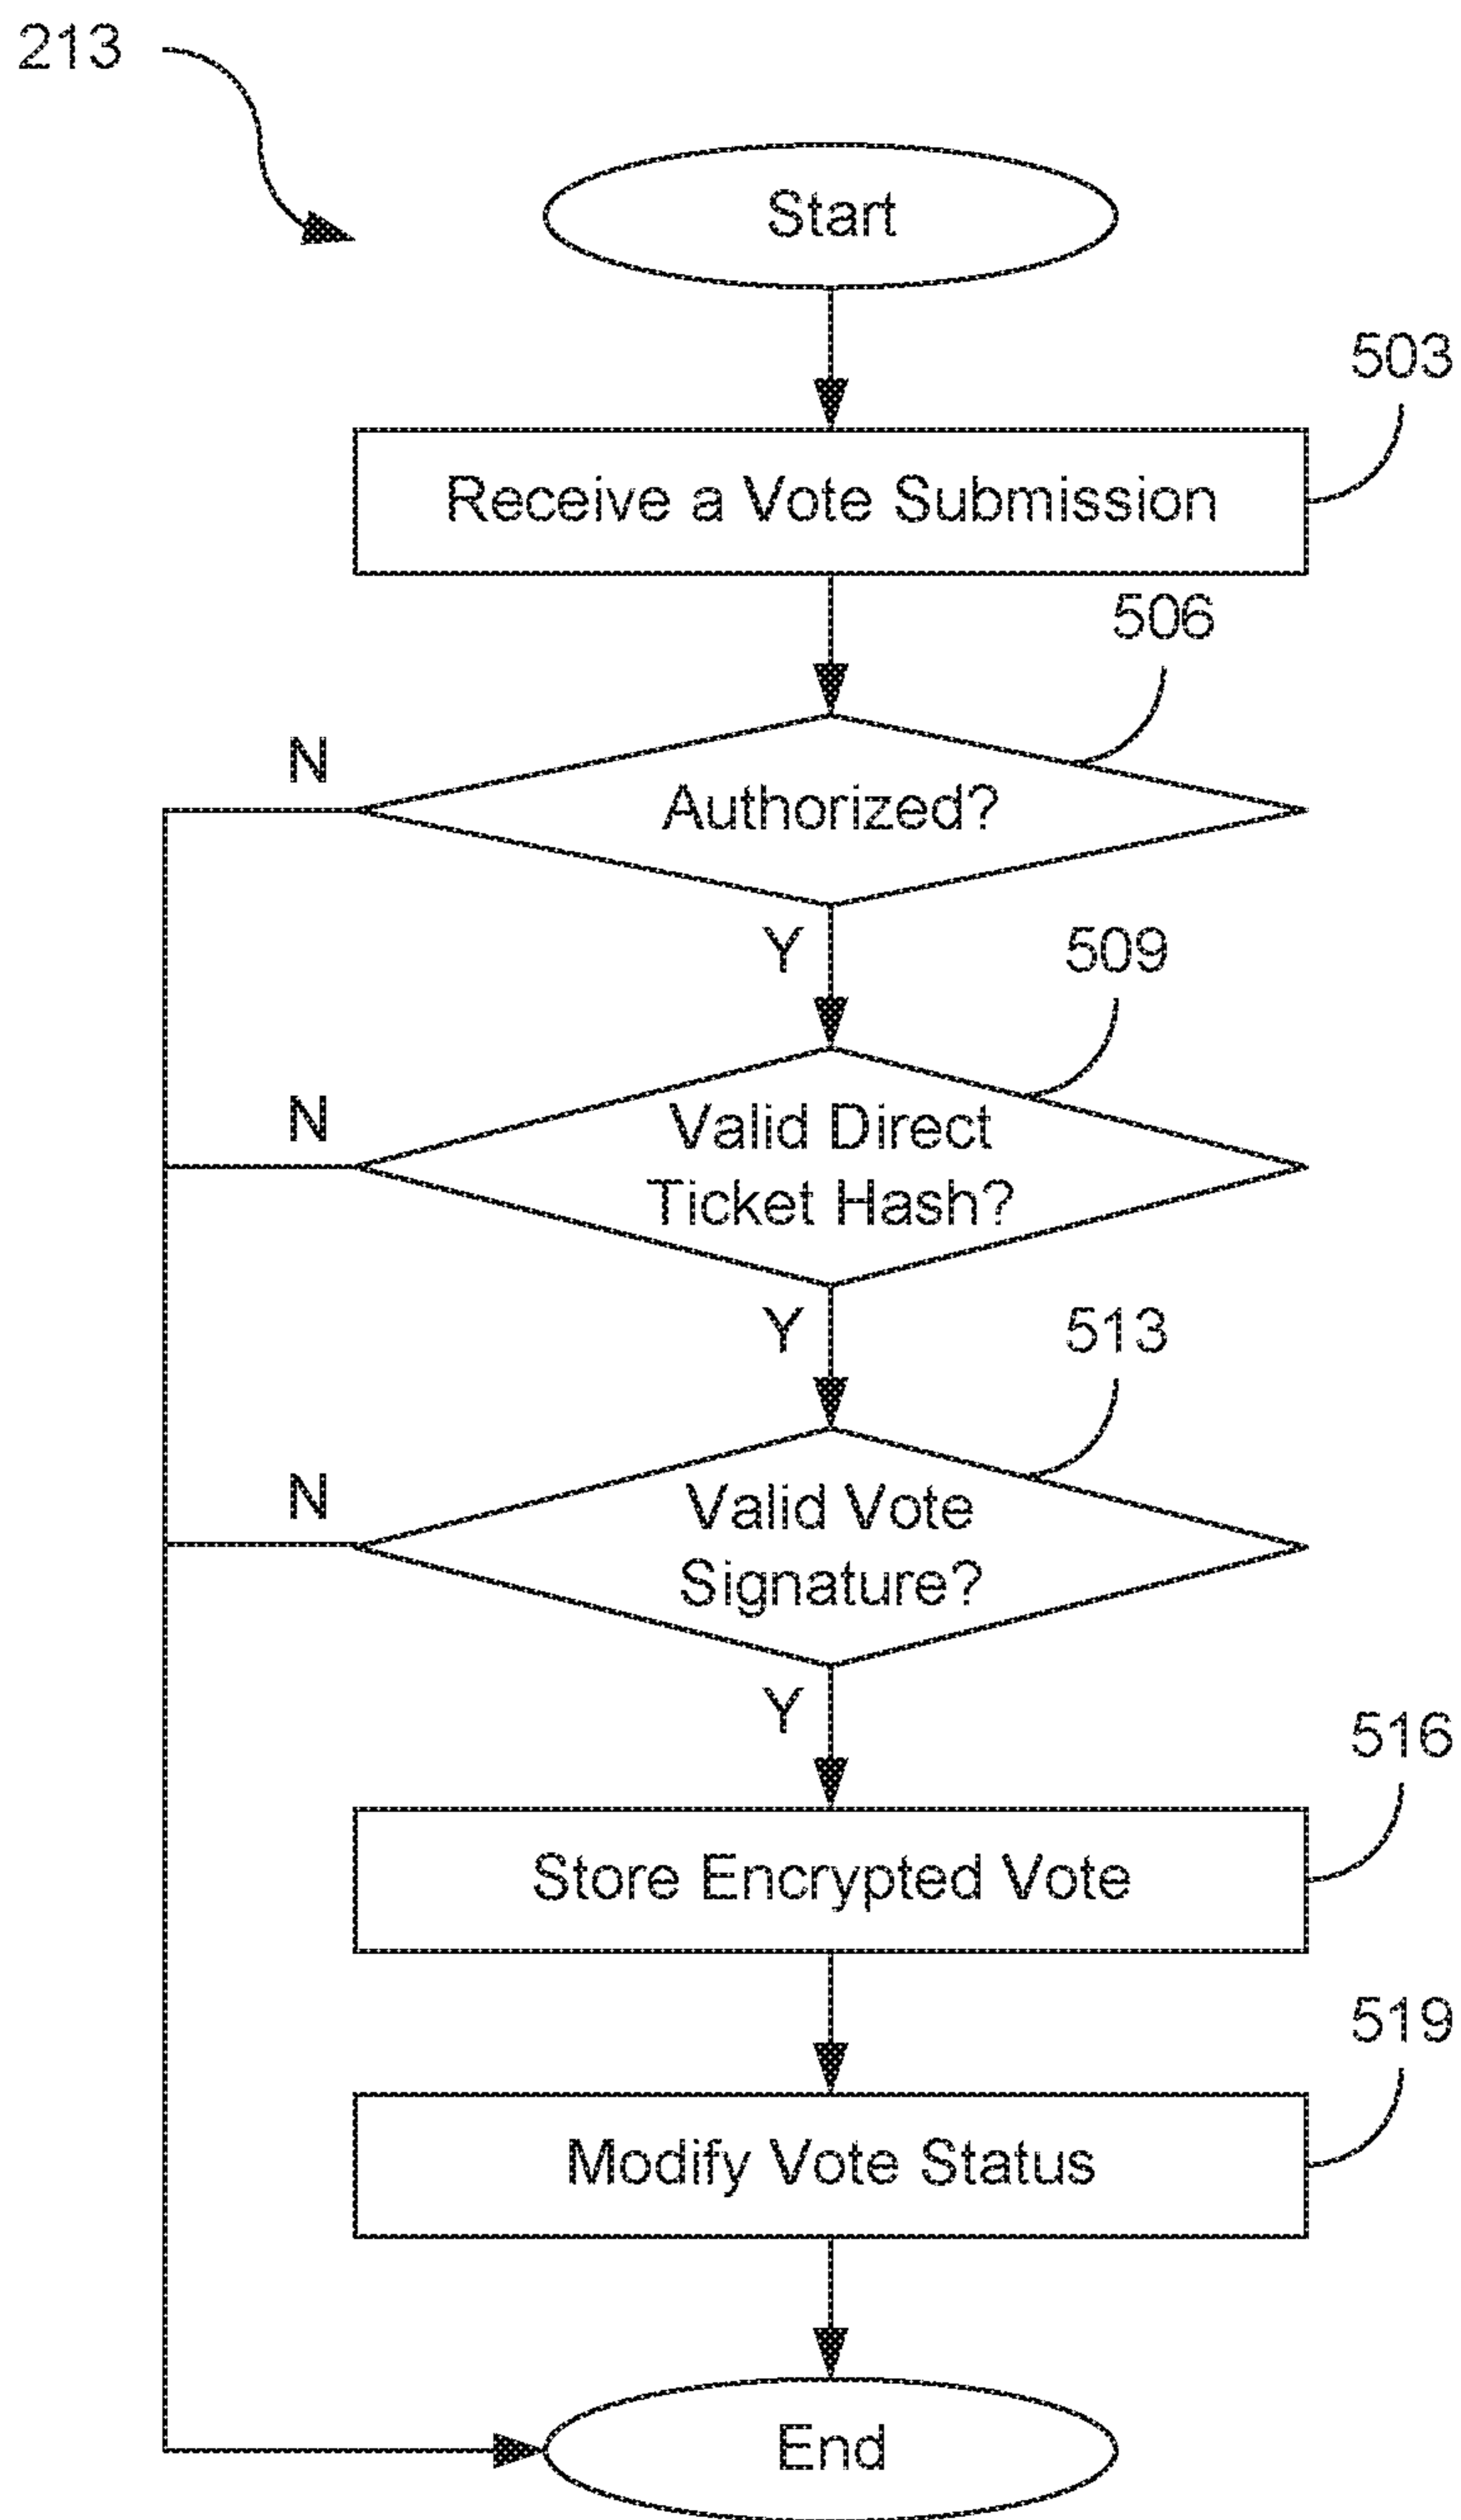 213
Start
503
Receive a Vote Submission
506
N
Authorized?
Y
509
N
Valid Direct
Ticket Hash?
Y
513
N
Valid Vote
Signature?
Y
516
Store Encrypted Vote
519
Modify Vote Status
End